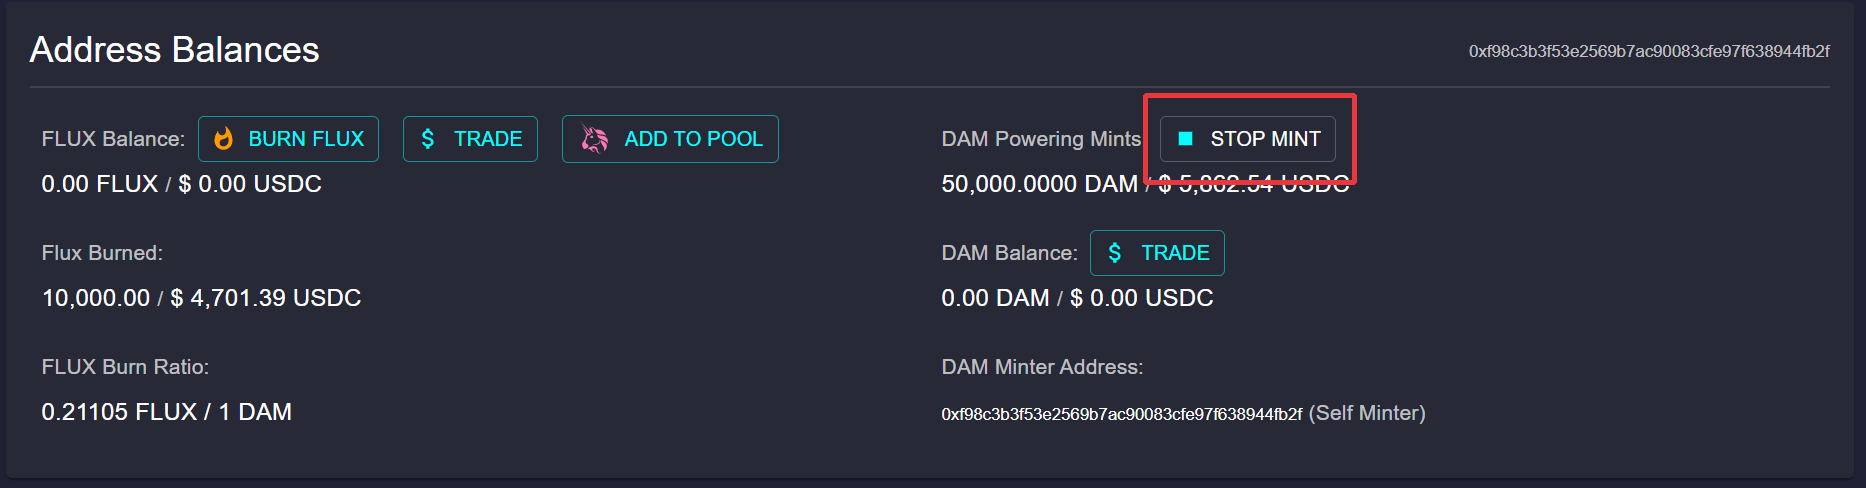 Address Balances
0xf98c3b3f53e2569b7ac90083cfe97f638944fb2f
FLUX Balance: BURN FLUX $ TRADE ADD TO POOL
0.00 FLUX / $ 0.00 USDC
Flux Burned:
10,000.00 / $ 4,701.39 USDC
FLUX Burn Ratio:
0.21105 FLUX / 1 DAM
DAM Powering Mints STOP MINT
50,000.0000 DAM / $ 5,862.54 USDC
DAM Balance: $ TRADE
0.00 DAM / $ 0.00 USDC
DAM Minter Address:
0xf98c3b3f53e2569b7ac90083cfe97f638944fb2f (Self Minter)